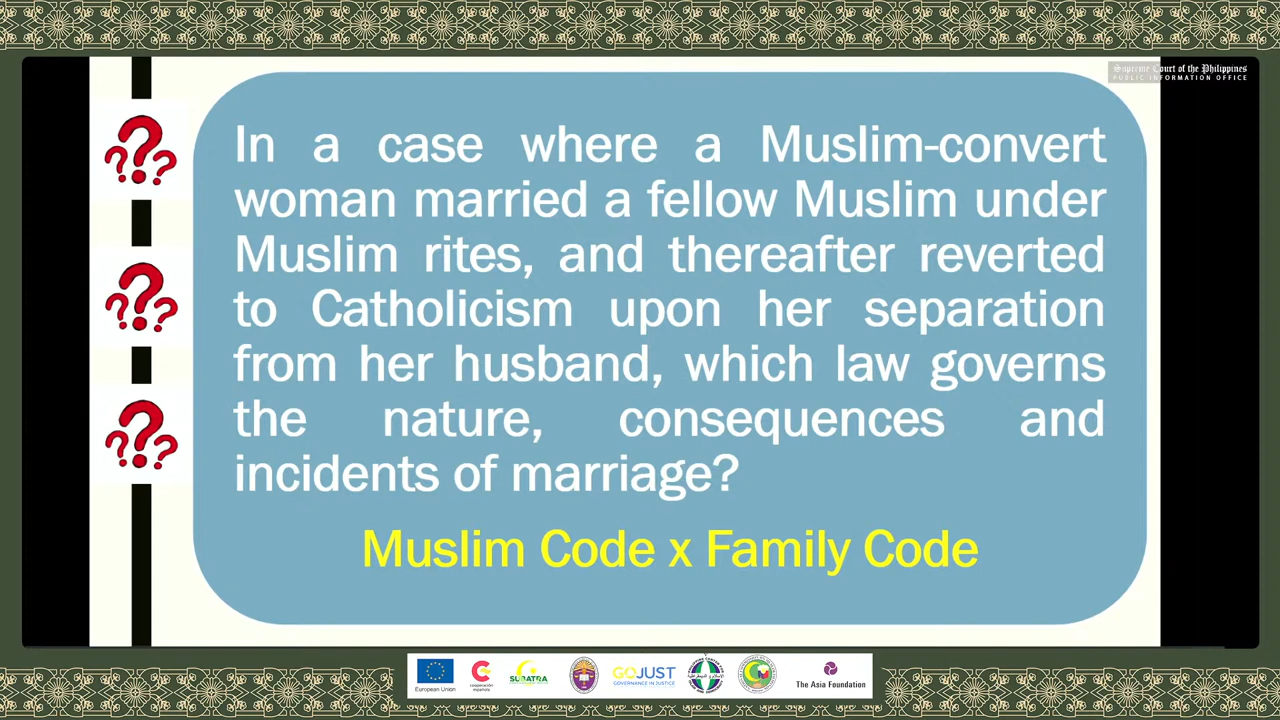 Supreme Court of the Philippines
PUBLIC INFORMATION OFFICE
In a case where a Muslim-convert
woman married a fellow Muslim under
Muslim rites, and thereafter reverted
to Catholicism upon her separation
from her husband, which law governs
the nature, consequences and
incidents of marriage?
Muslim Code x Family Code
European Union
cooperación
española
SUBATRA
GOJUST
GOVERNANCE IN JUSTICE
The Asia Foundation